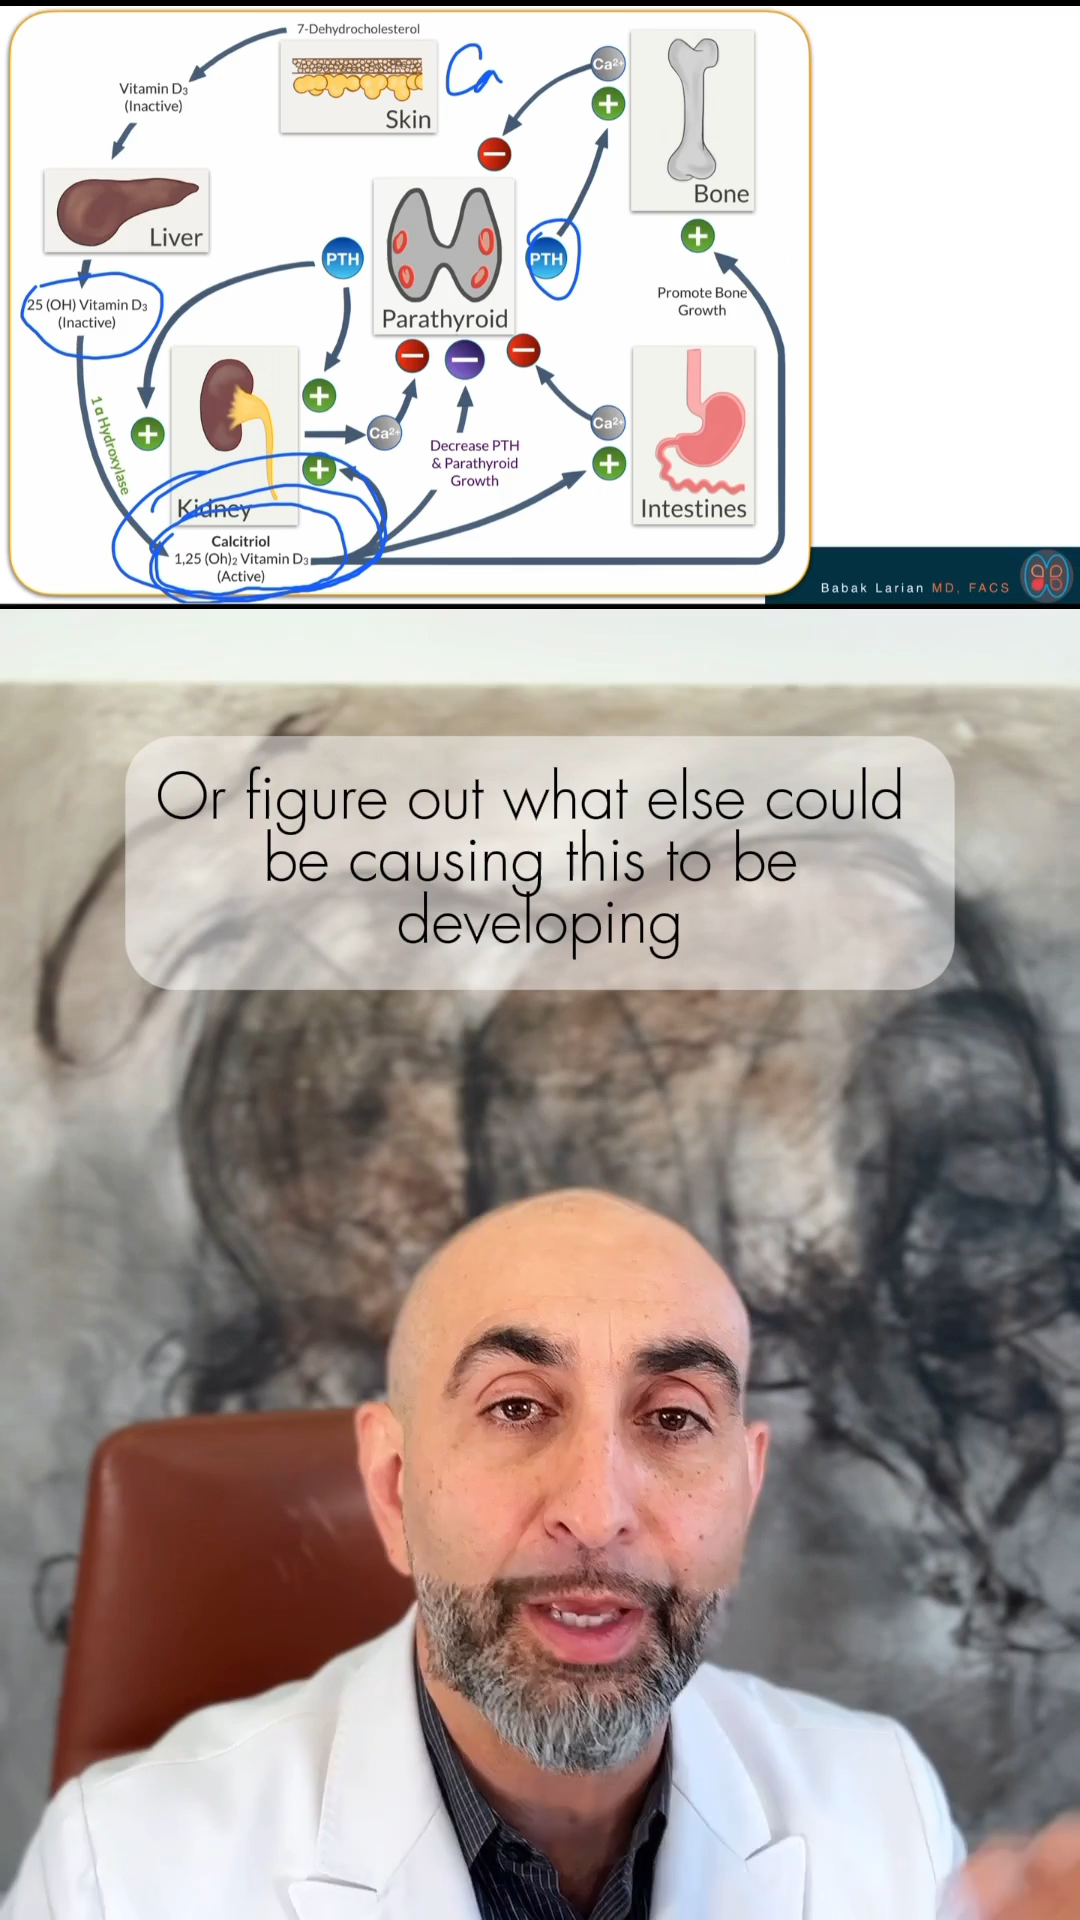 7-Dehydrocholesterol
Vitamin D₃
(Inactive)
Skin
Ca
Liver
25 (OH) Vitamin D₃
(Inactive)
1 α Hydroxylase
PTH
Parathyroid
PTH
Ca²⁺
Bone
Promote Bone
Growth
Kidney
Ca²⁺
Decrease PTH
& Parathyroid
Growth
Ca²⁺
Intestines
Calcitriol
1,25 (Oh)₂ Vitamin D₃
(Active)
Babak Larian MD, FACS
Or figure out what else could
be causing this to be
developing